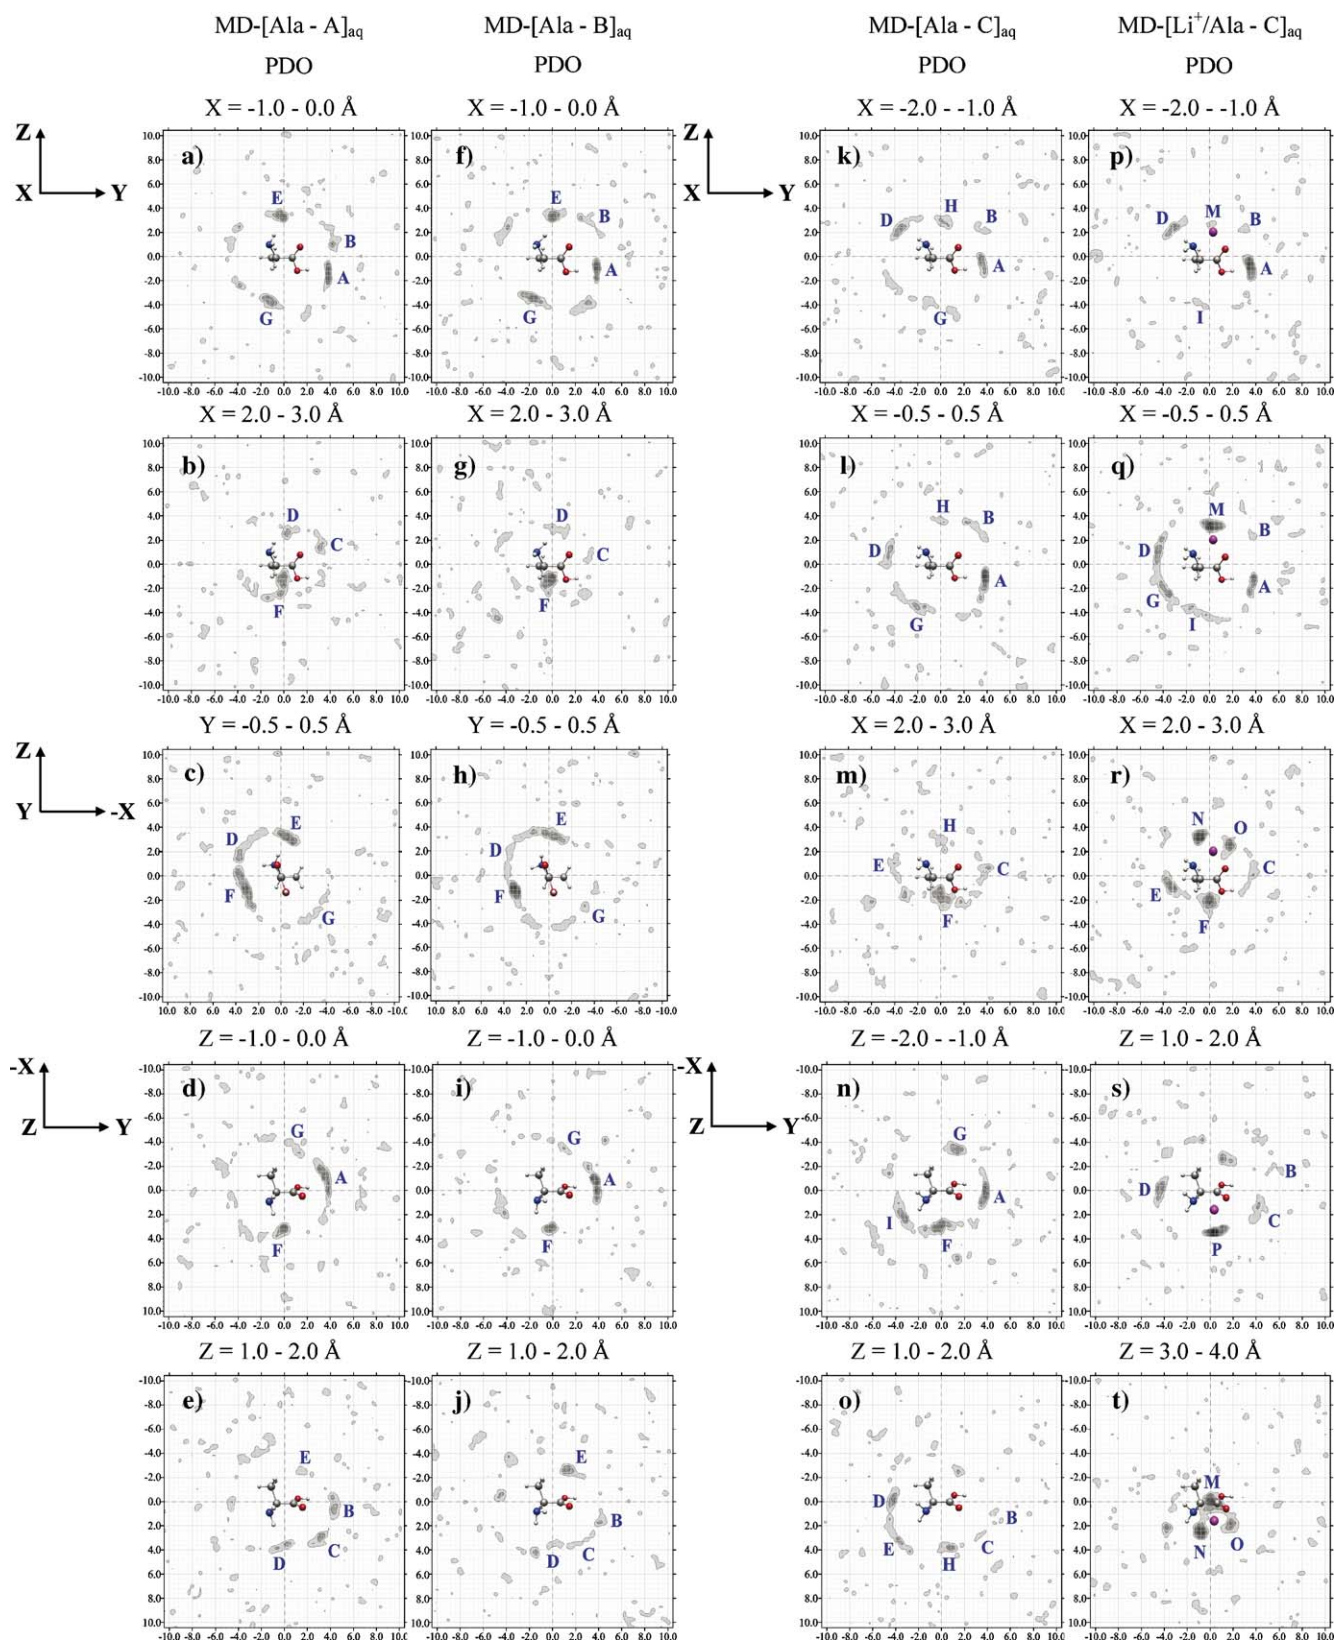 MD-[Ala - A]aq MD-[Ala - B]aq MD-[Ala - C]aq MD-[Li+/Ala - C]aq
PDO PDO PDO PDO
X = -1.0 - 0.0 Å X = -1.0 - 0.0 Å X = -2.0 - -1.0 Å X = -2.0 - -1.0 Å
Z X Y
a) E B A G
f) E B A G
Z X Y
k) D H B A G
p) D M B A I
X = 2.0 - 3.0 Å X = 2.0 - 3.0 Å X = -0.5 - 0.5 Å X = -0.5 - 0.5 Å
b) D C F
g) D C F
l) H B D A G
q) M B D A G I
Y = -0.5 - 0.5 Å Y = -0.5 - 0.5 Å X = 2.0 - 3.0 Å X = 2.0 - 3.0 Å
Z Y -X
c) E D F G
h) E D F G
m) H E C F
r) N O C E F
Z = -1.0 - 0.0 Å Z = -1.0 - 0.0 Å Z = -2.0 - -1.0 Å Z = 1.0 - 2.0 Å
-X Z Y
d) G A F
i) G A F
-X Z Y
n) G A I F
s) B D C P
Z = 1.0 - 2.0 Å Z = 1.0 - 2.0 Å Z = 1.0 - 2.0 Å Z = 3.0 - 4.0 Å
e) E B C D
j) E B C D
o) D B E H C
t) M N O